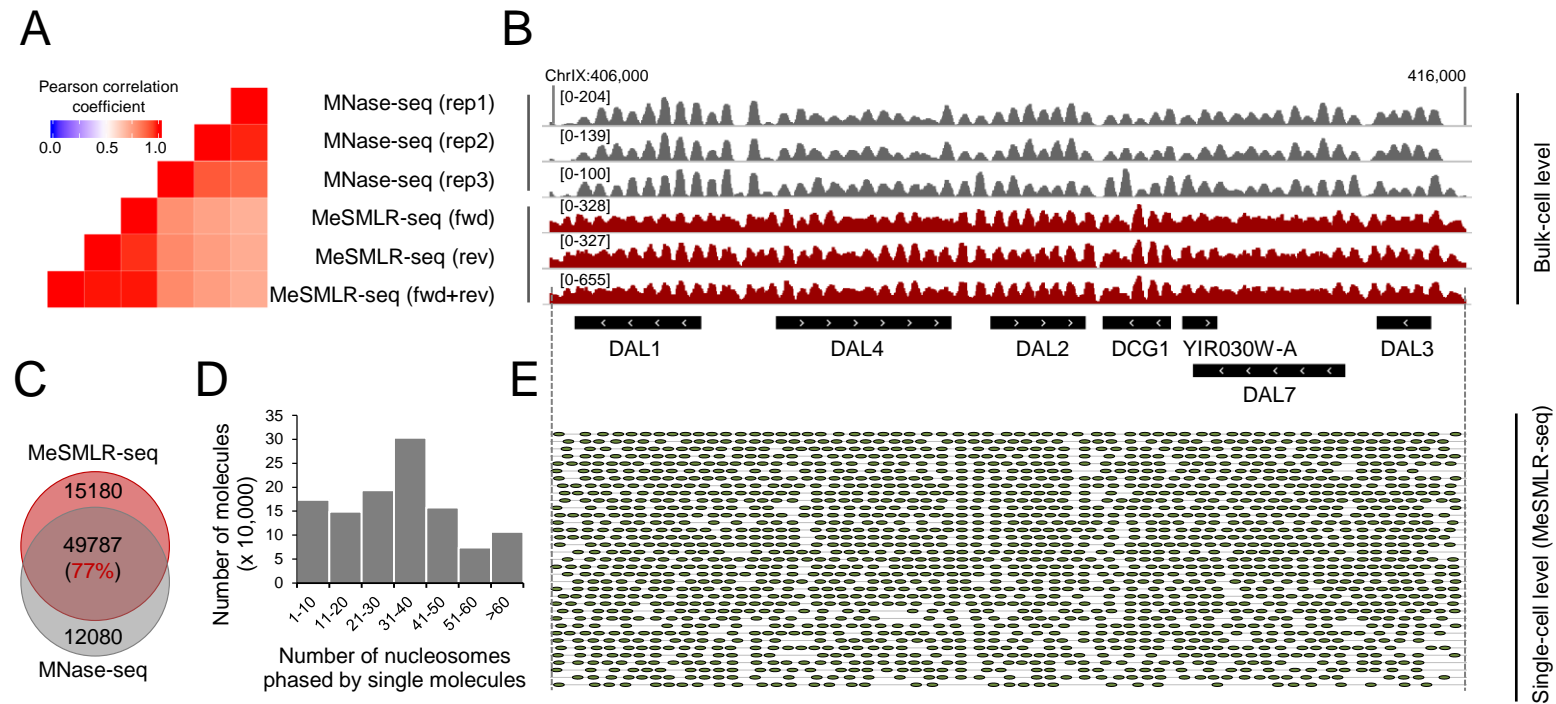 A
Pearson correlation
coefficient
0.0
0.5
1.0
MNase-seq (rep1)
MNase-seq (rep2)
MNase-seq (rep3)
MeSMLR-seq (fwd)
MeSMLR-seq (rev)
MeSMLR-seq (fwd+rev)
B
ChrIX:406,000
416,000
[0-204]
[0-139]
[0-100]
[0-328]
[0-327]
[0-655]
DAL1
DAL4
DAL2
DCG1
YIR030W-A
DAL3
DAL7
Bulk-cell level
C
MeSMLR-seq
15180
49787
(77%)
12080
MNase-seq
D
Number of molecules
(x 10,000)
35
30
25
20
15
10
5
0
1-10
11-20
21-30
31-40
41-50
51-60
>60
Number of nucleosomes
phased by single molecules
E
Single-cell level (MeSMLR-seq)